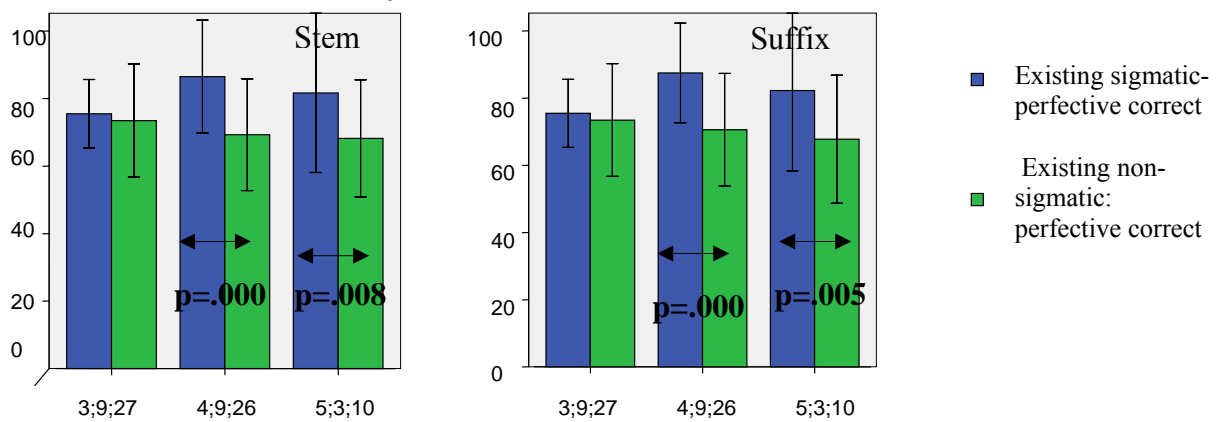 Stem
100
80
60
40
20
0
p=.000
p=.008
3;9;27
4;9;26
5;3;10
Suffix
100
80
60
40
20
0
p=.000
p=.005
3;9;27
4;9;26
5;3;10
Existing sigmatic-
perfective correct
Existing non-
sigmatic:
perfective correct